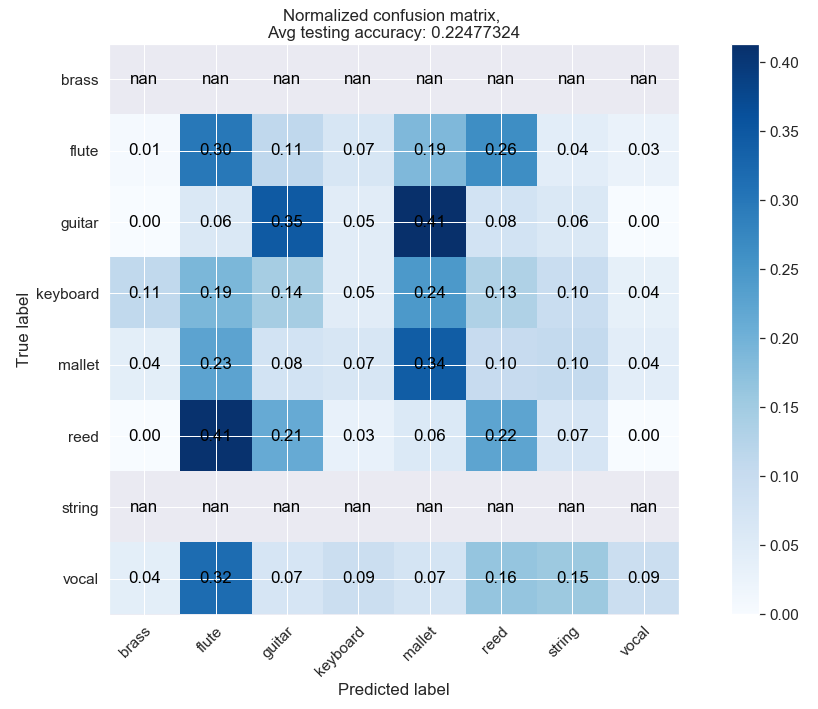 Normalized confusion matrix,
Avg testing accuracy: 0.22477324
brass nan nan nan nan nan nan nan nan
flute 0.01 0.30 0.11 0.07 0.19 0.26 0.04 0.03
guitar 0.00 0.06 0.35 0.05 0.41 0.08 0.06 0.00
keyboard 0.11 0.19 0.14 0.05 0.24 0.13 0.10 0.04
mallet 0.04 0.23 0.08 0.07 0.34 0.10 0.10 0.04
reed 0.00 0.41 0.21 0.03 0.06 0.22 0.07 0.00
string nan nan nan nan nan nan nan nan
vocal 0.04 0.32 0.07 0.09 0.07 0.16 0.15 0.09
brass flute guitar keyboard mallet reed string vocal
Predicted label
True label
0.40
0.35
0.30
0.25
0.20
0.15
0.10
0.05
0.00